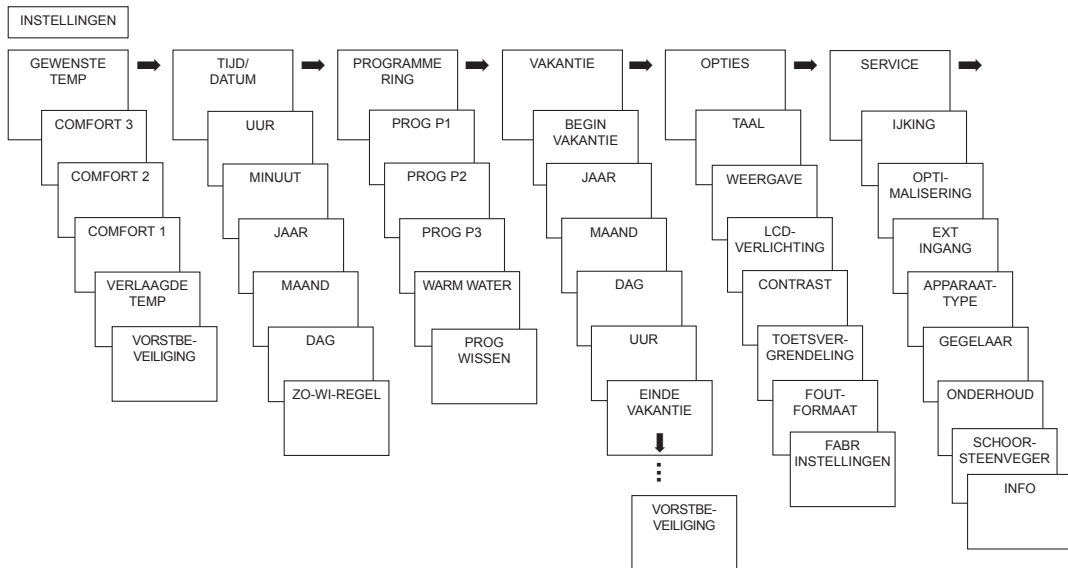 INSTELLINGEN
GEWENSTE
TEMP
COMFORT 3
COMFORT 2
COMFORT 1
VERLAAGDE
TEMP
VORSTBE-
VEILIGING
TIJD/
DATUM
UUR
MINUUT
JAAR
MAAND
DAG
ZO-WI-REGEL
PROGRAMME
RING
PROG P1
PROG P2
PROG P3
WARM WATER
PROG
WISSEN
VAKANTIE
BEGIN
VAKANTIE
JAAR
MAAND
DAG
UUR
EINDE
VAKANTIE
VORSTBE-
VEILIGING
OPTIES
TAAL
WEERGAVE
LCD-
VERLICHTING
CONTRAST
TOETSVER-
GRENDELING
FOUT-
FORMAAT
FABR
INSTELLINGEN
SERVICE
IJKING
OPTI-
MALISERING
EXT
INGANG
APPARAAT-
TYPE
GEGELAAR
ONDERHOUD
SCHOOR-
STEENVEGER
INFO